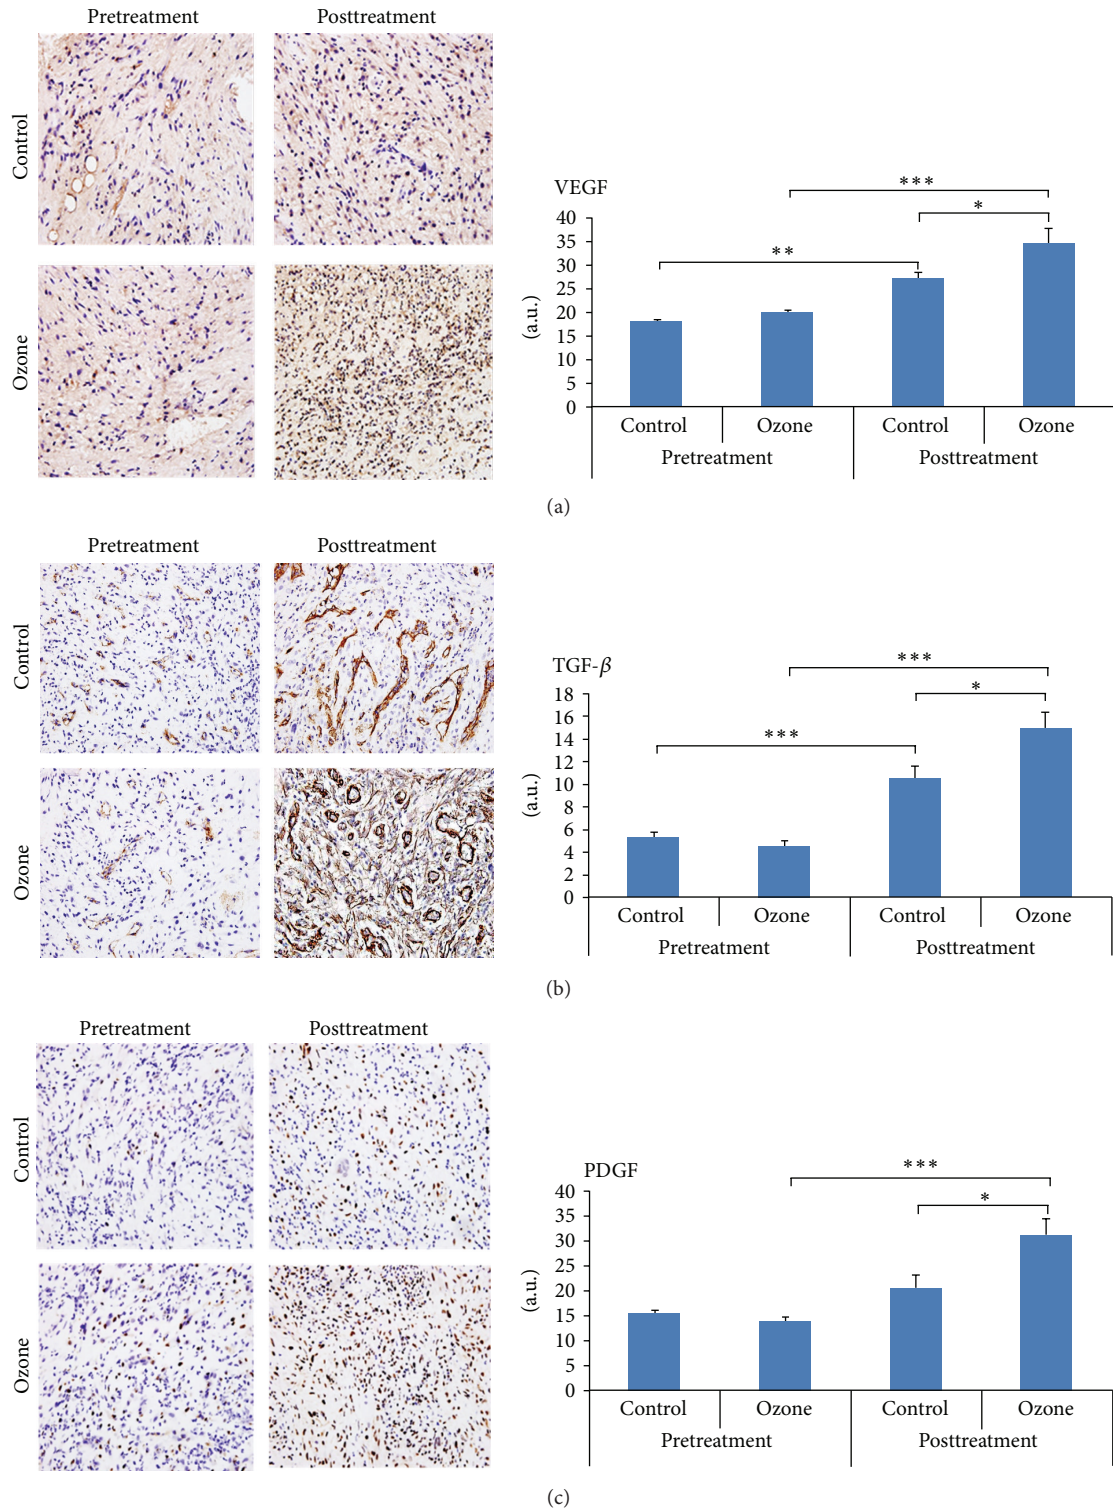 Pretreatment Posttreatment
Control
Ozone
VEGF
(a.u.)
40
35
30
25
20
15
10
5
0
***
*
**
Control Ozone Control Ozone
Pretreatment Posttreatment
(a)
Pretreatment Posttreatment
Control
Ozone
TGF-β
(a.u.)
18
16
14
12
10
8
6
4
2
0
***
*
***
Control Ozone Control Ozone
Pretreatment Posttreatment
(b)
Pretreatment Posttreatment
Control
Ozone
PDGF
(a.u.)
40
35
30
25
20
15
10
5
0
***
*
Control Ozone Control Ozone
Pretreatment Posttreatment
(c)